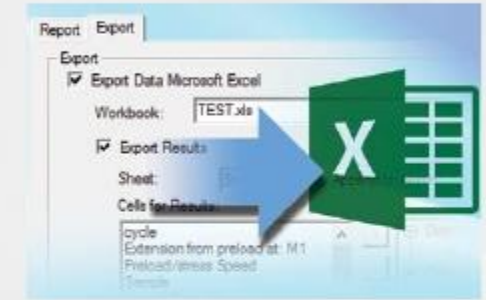 Report Export
Export
Export Data Microsoft Excel
Workbook: TEST.xls
Export Results
Sheet:
Cells for Results:
cycle
Extension from preload at: M1
Preload/stress Speed
Sample
X